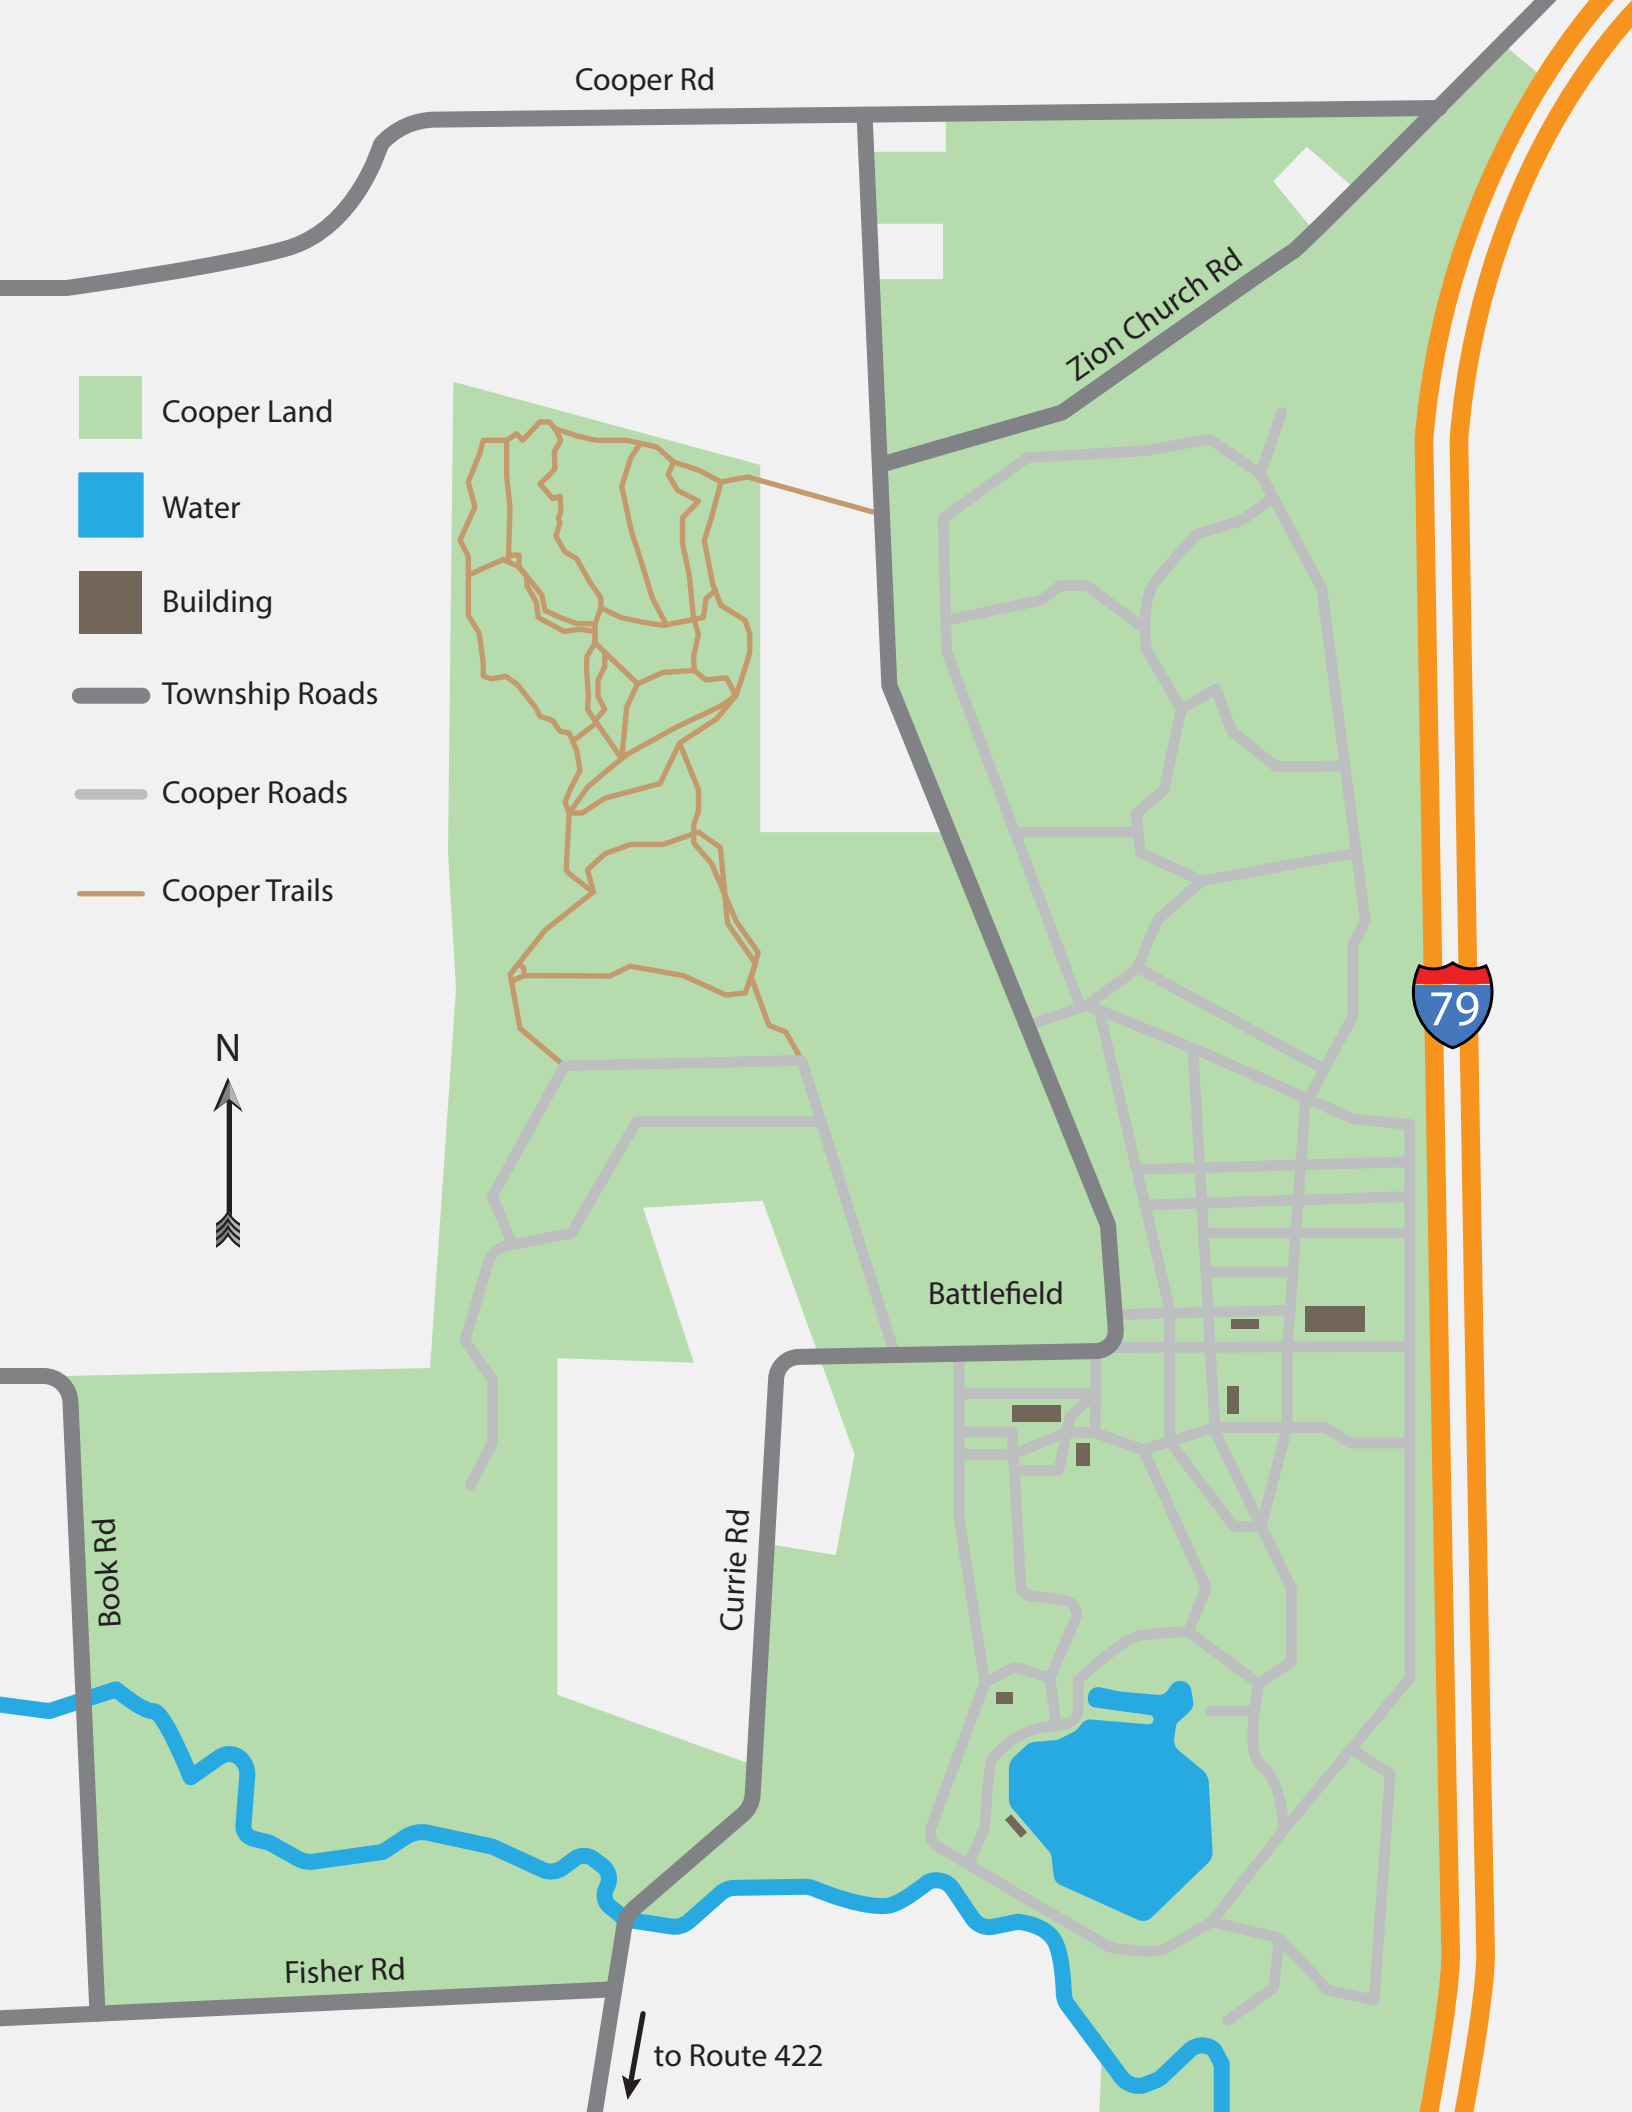 Cooper Rd
Zion Church Rd
Cooper Land
Water
Building
Township Roads
Cooper Roads
Cooper Trails
79
N
Battlefield
Book Rd
Currie Rd
Fisher Rd
to Route 422